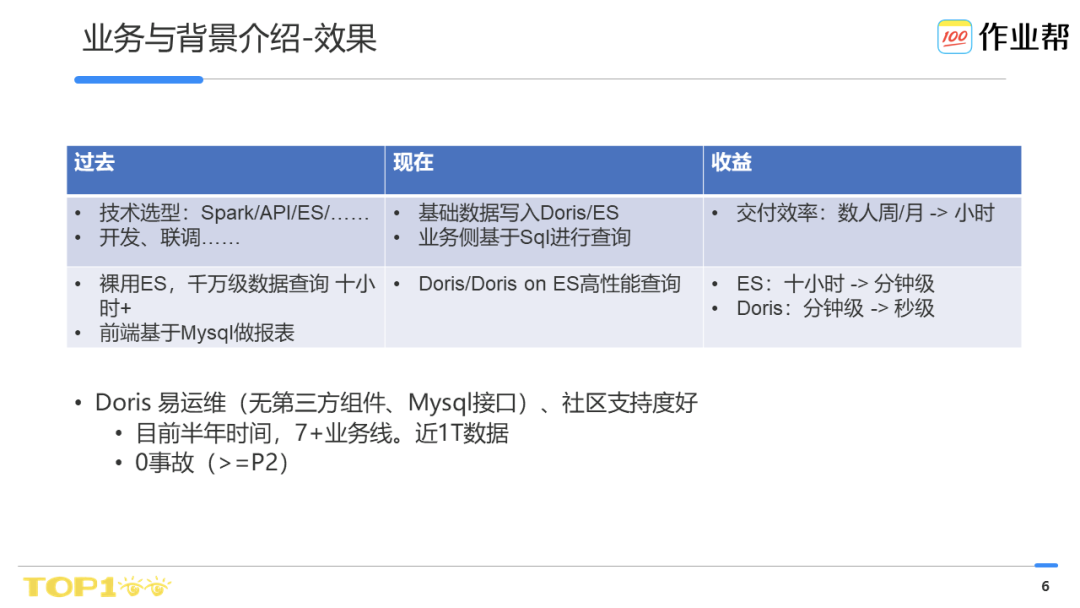 业务与背景介绍-效果
100 作业帮
过去 现在 收益
• 技术选型：Spark/API/ES/……
• 开发、联调……
• 基础数据写入Doris/ES
• 业务侧基于Sql进行查询
• 交付效率：数人周/月 -> 小时
• 裸用ES，千万级数据查询 十小
时+
• 前端基于Mysql做报表
• Doris/Doris on ES高性能查询
• ES：十小时 -> 分钟级
• Doris：分钟级 -> 秒级
• Doris 易运维（无第三方组件、Mysql接口）、社区支持度好
• 目前半年时间，7+业务线。近1T数据
• 0事故（>=P2）
TOP1
6